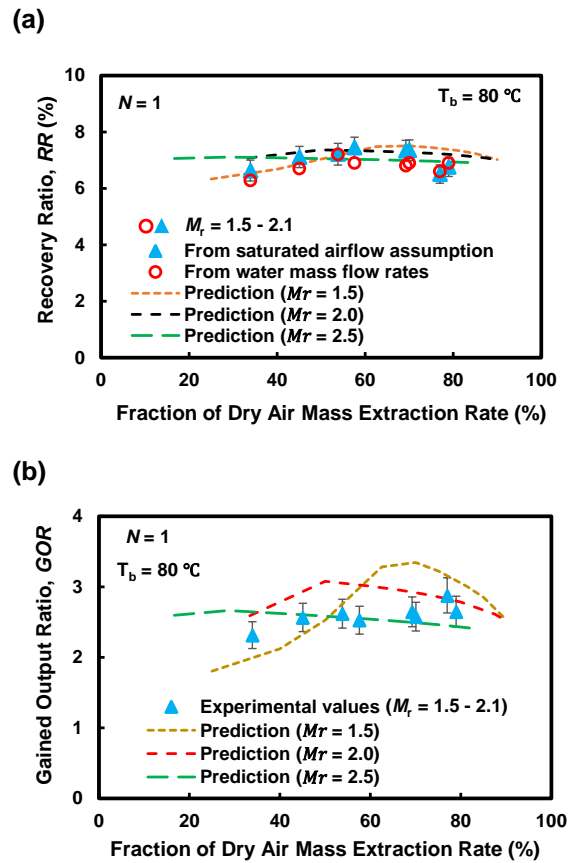 (a)
10
8
6
4
2
0
N = 1
T_b = 80 ℃
M_r = 1.5 - 2.1
From saturated airflow assumption
From water mass flow rates
Prediction (Mr = 1.5)
Prediction (Mr = 2.0)
Prediction (Mr = 2.5)
Recovery Ratio, RR (%)
0 20 40 60 80 100
Fraction of Dry Air Mass Extraction Rate (%)
(b)
4
3
2
1
0
N = 1
T_b = 80 ℃
Experimental values (M_r = 1.5 - 2.1)
Prediction (Mr = 1.5)
Prediction (Mr = 2.0)
Prediction (Mr = 2.5)
Gained Output Ratio, GOR
0 20 40 60 80 100
Fraction of Dry Air Mass Extraction Rate (%)